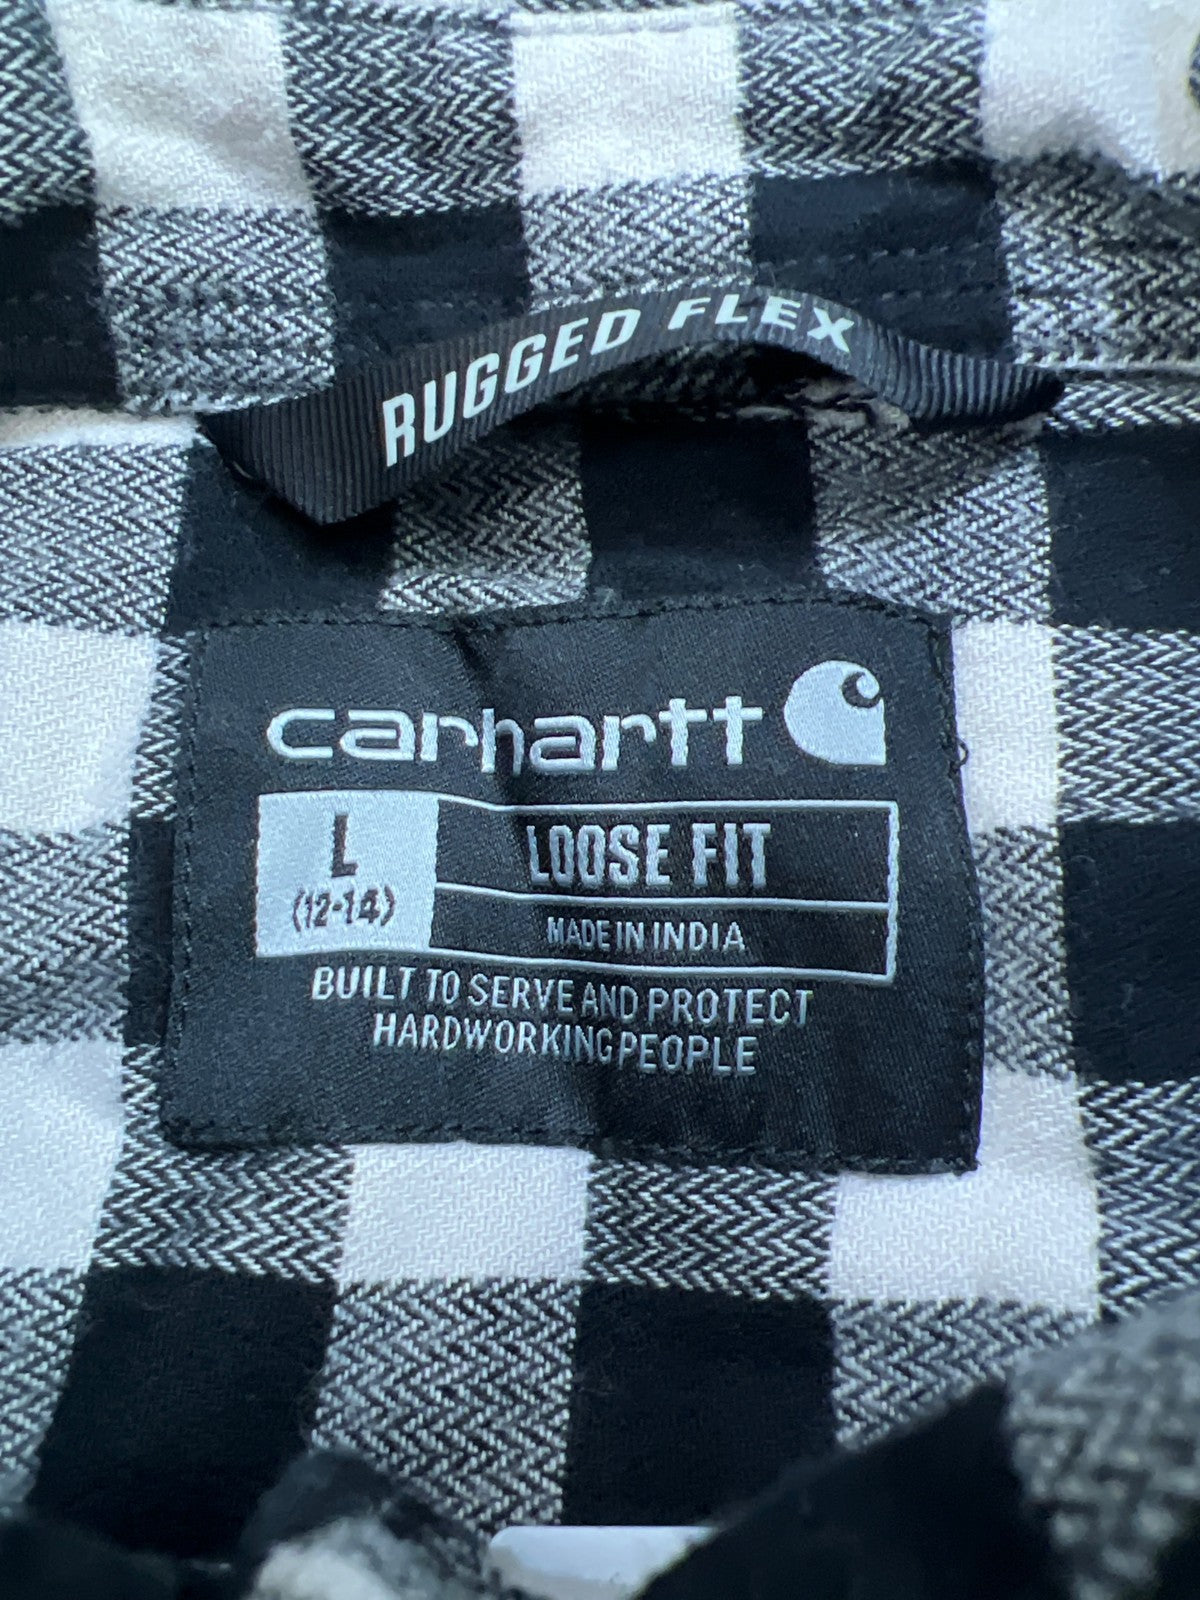 RUGGED FLEX
carhartt
L
(12-14)
LOOSE FIT
MADE IN INDIA
BUILT TO SERVE AND PROTECT
HARDWORKING PEOPLE